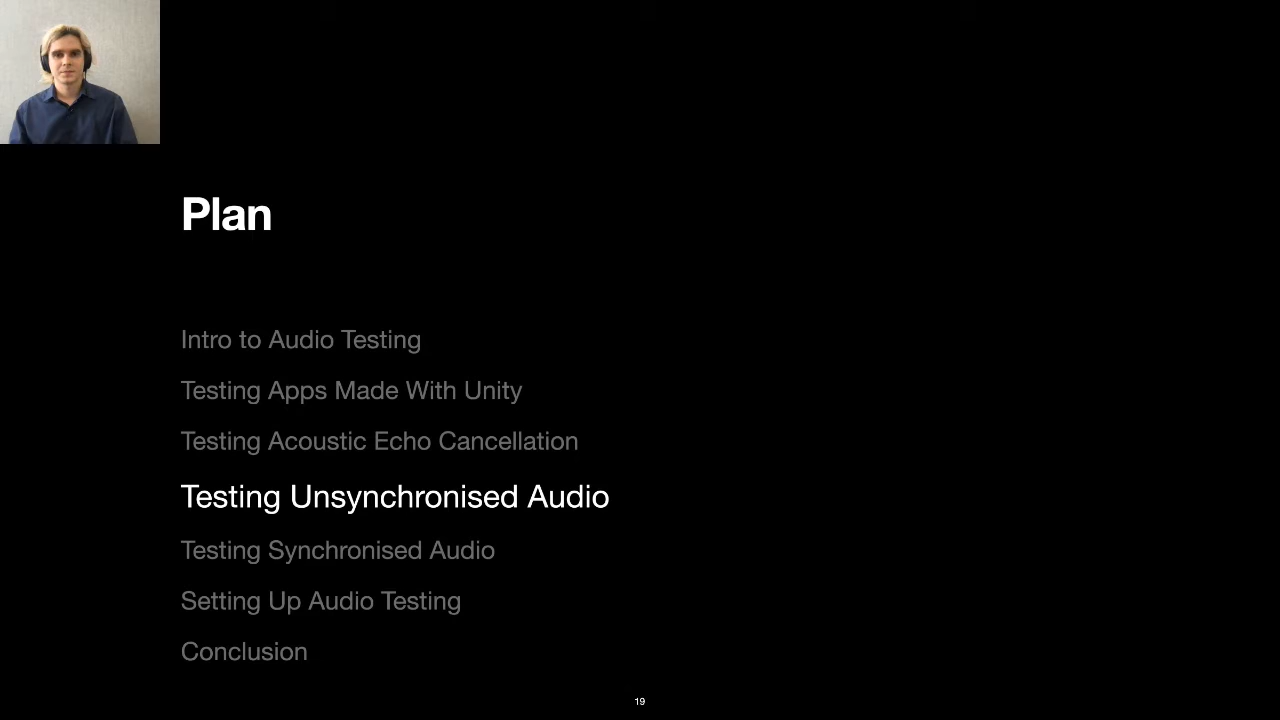 Plan
Intro to Audio Testing
Testing Apps Made With Unity
Testing Acoustic Echo Cancellation
Testing Unsynchronised Audio
Testing Synchronised Audio
Setting Up Audio Testing
Conclusion
19